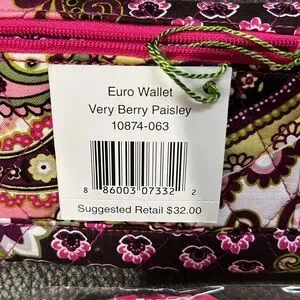 Euro Wallet
Very Berry Paisley
10874-063
8 86003 07332 2
Suggested Retail $32.00